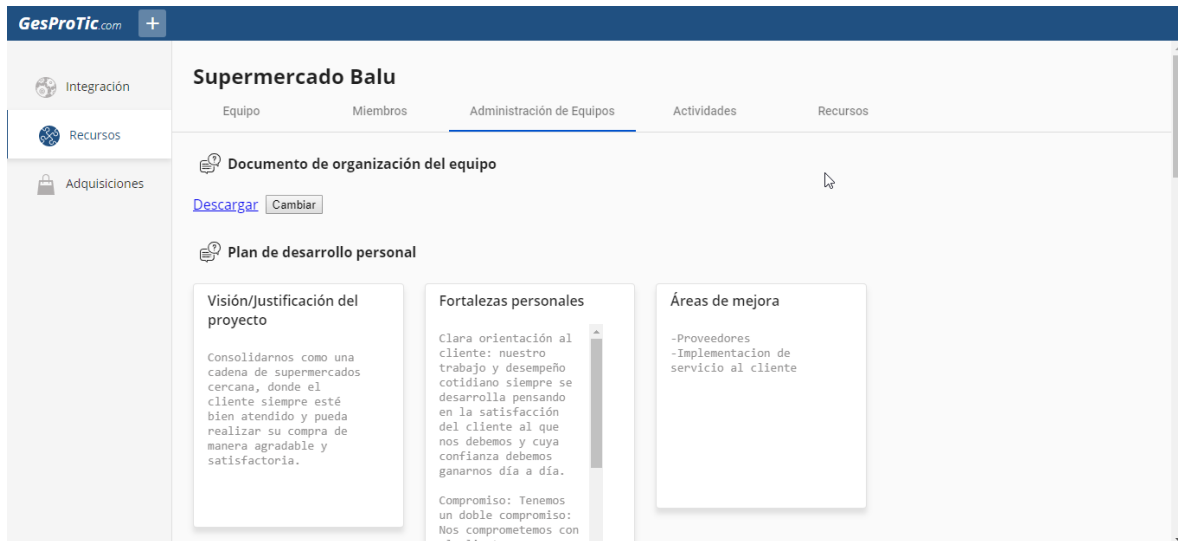 GesProTic.com +
Integración
Recursos
Adquisiciones
Supermercado Balu
Equipo Miembros Administración de Equipos Actividades Recursos
Documento de organización del equipo
Descargar Cambiar
Plan de desarrollo personal
Visión/Justificación del
proyecto
Consolidarnos como una
cadena de supermercados
cercana, donde el
cliente siempre esté
bien atendido y pueda
realizar su compra de
manera agradable y
satisfactoria.
Fortalezas personales
Clara orientación al
cliente: nuestro
trabajo y desempeño
cotidiano siempre se
desarrolla pensando
en la satisfacción
del cliente al que
nos debemos y cuya
confianza debemos
ganarnos día a día.
Compromiso: Tenemos
un doble compromiso:
Nos comprometemos con
Áreas de mejora
-Proveedores
-Implementacion de
servicio al cliente